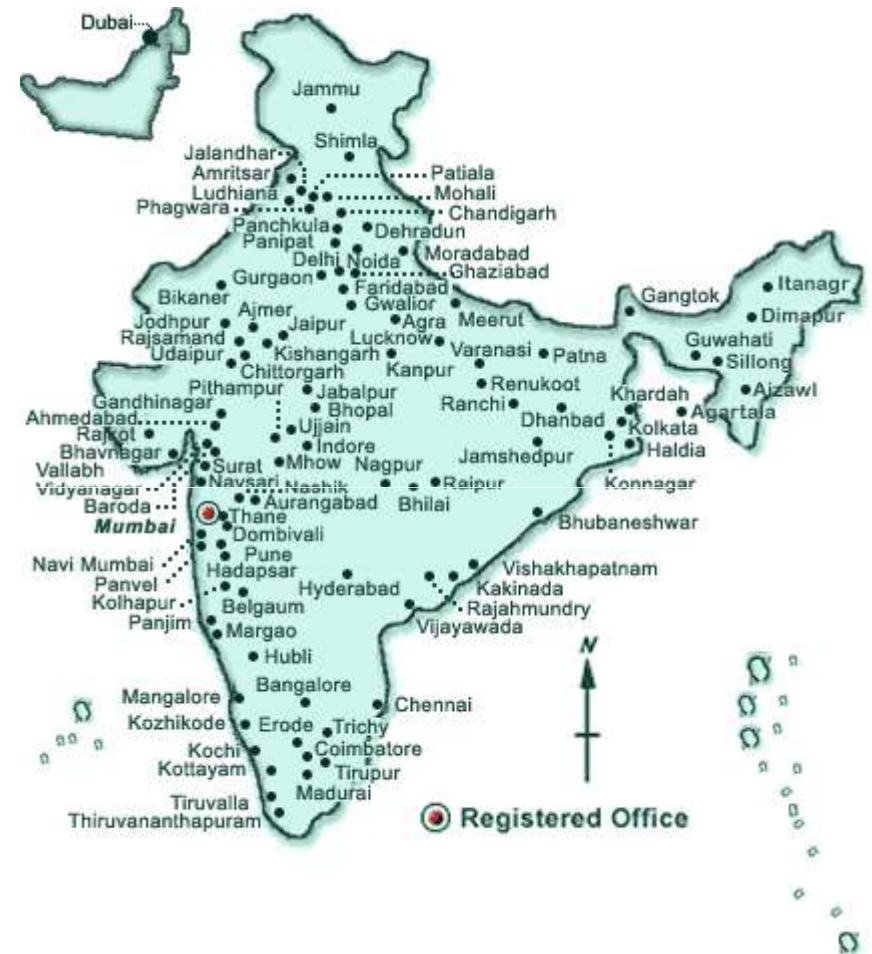 Dubai
Jammu
Shimla
Jalandhar
Amritsar
Patiala
Ludhiana
Mohali
Phagwara
Chandigarh
Panchkula
Dehradun
Panipat
Moradabad
Delhi Noida
Ghaziabad
Gurgaon
Faridabad
Itanagr
Bikaner
Gwalior
Gangtok
Ajmer
Jodhpur
Jaipur
Agra
Meerut
Dimapur
Rajsamand
Lucknow
Guwahati
Udaipur
Kishangarh
Varanasi
Patna
Sillong
Chittorgarh
Kanpur
Pithampur
Jabalpur
Renukoot
Khardah
Aizawl
Gandhinagar
Bhopal
Ranchi
Dhanbad
Agartala
Ahmedabad
Ujjain
Kolkata
Rajkot
Indore
Haldia
Bhavnagar
Jamshedpur
Vallabh
Vidyanagar
Surat
Mhow
Nagpur
Navsari
Nashik
Raipur
Konnagar
Baroda
Aurangabad
Bhilai
Mumbai
Thane
Bhubaneshwar
Dombivali
Navi Mumbai
Pune
Panvel
Hadapsar
Vishakhapatnam
Kolhapur
Hyderabad
Kakinada
Belgaum
Rajahmundry
Panjim
Margao
Vijayawada
Hubli
N
Bangalore
Mangalore
Chennai
Kozhikode
Erode
Trichy
Kochi
Coimbatore
Kottayam
Tirupur
Madurai
Tiruvalla
Thiruvananthapuram
Registered Office